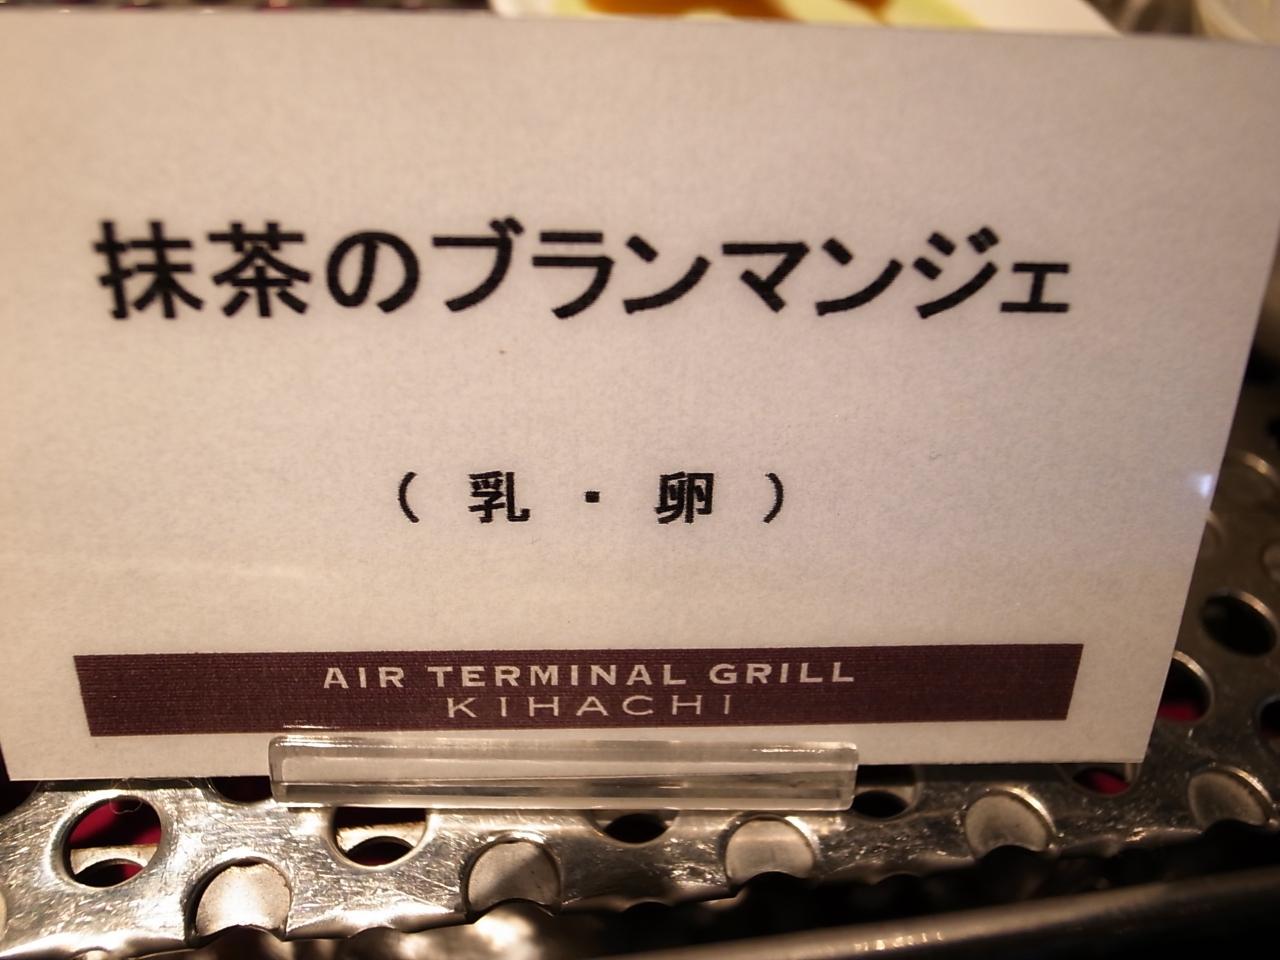 抹茶のブランマンジェ
（ 乳 ・ 卵 ）
AIR TERMINAL GRILL
KIHACHI